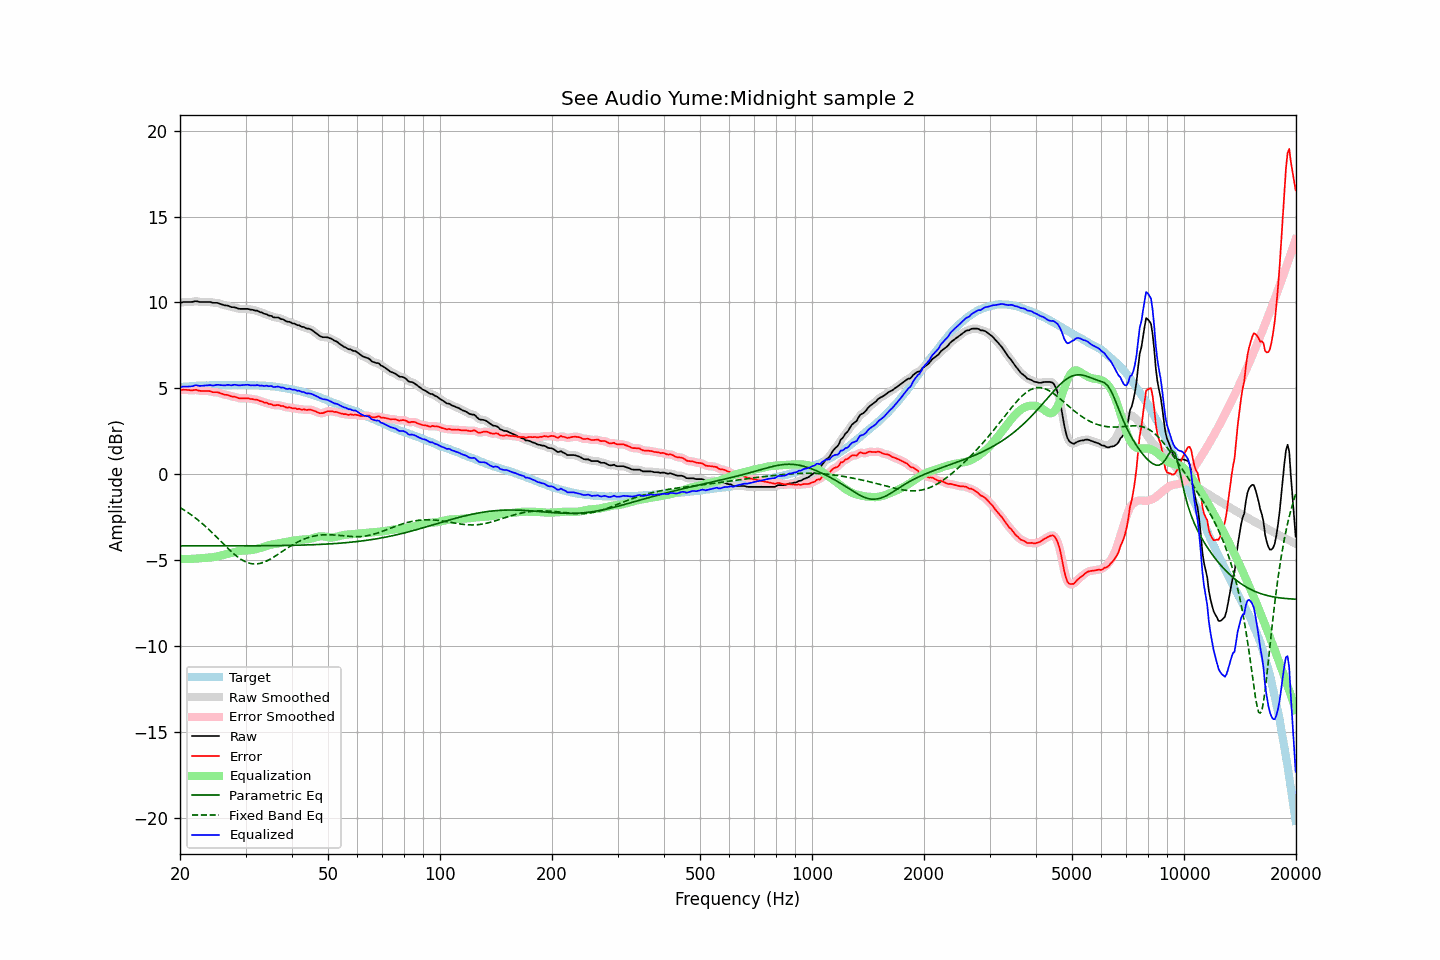 See Audio Yume:Midnight sample 2
Amplitude (dBr)
20
15
10
5
0
−5
−10
−15
−20
Target
Raw Smoothed
Error Smoothed
Raw
Error
Equalization
Parametric Eq
Fixed Band Eq
Equalized
20 50 100 200 500 1000 2000 5000 10000 20000
Frequency (Hz)